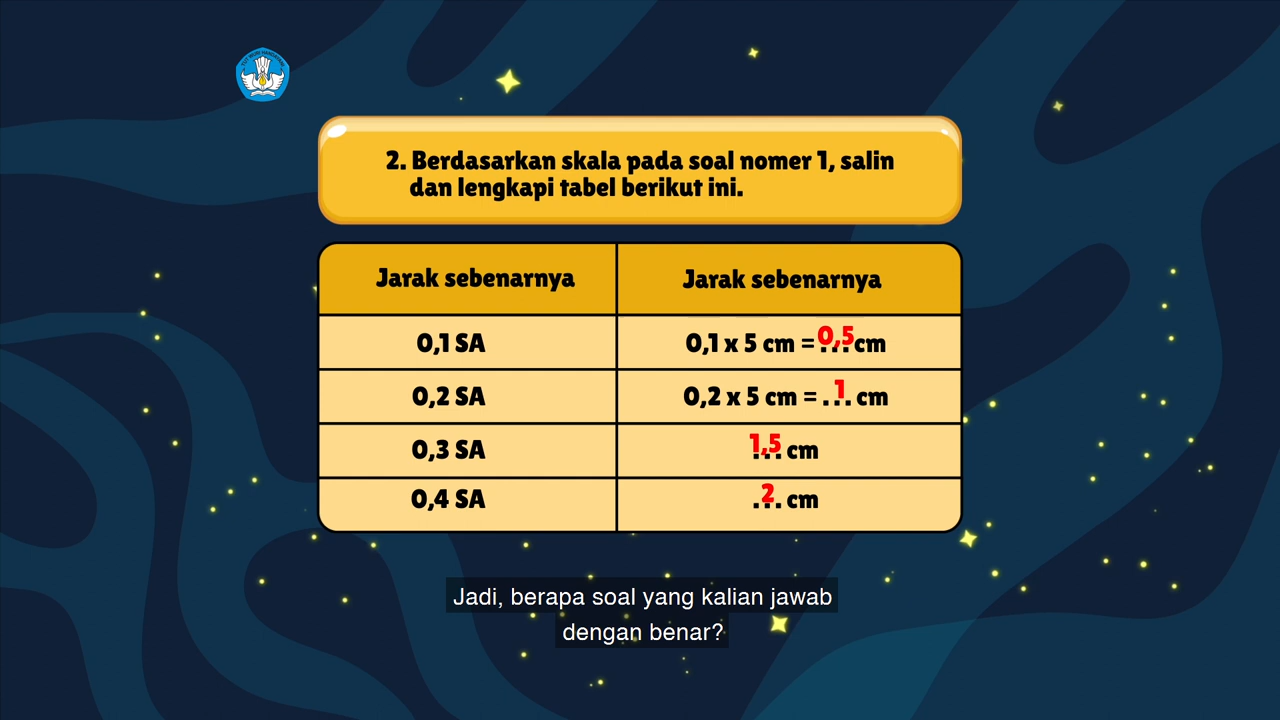 2. Berdasarkan skala pada soal nomer 1, salin
dan lengkapi tabel berikut ini.
Jarak sebenarnya
Jarak sebenarnya
0,1 SA
0,1 x 5 cm = 0,5 cm
0,2 SA
0,2 x 5 cm = .1. cm
0,3 SA
1,5 cm
0,4 SA
.2. cm
Jadi, berapa soal yang kalian jawab
dengan benar?